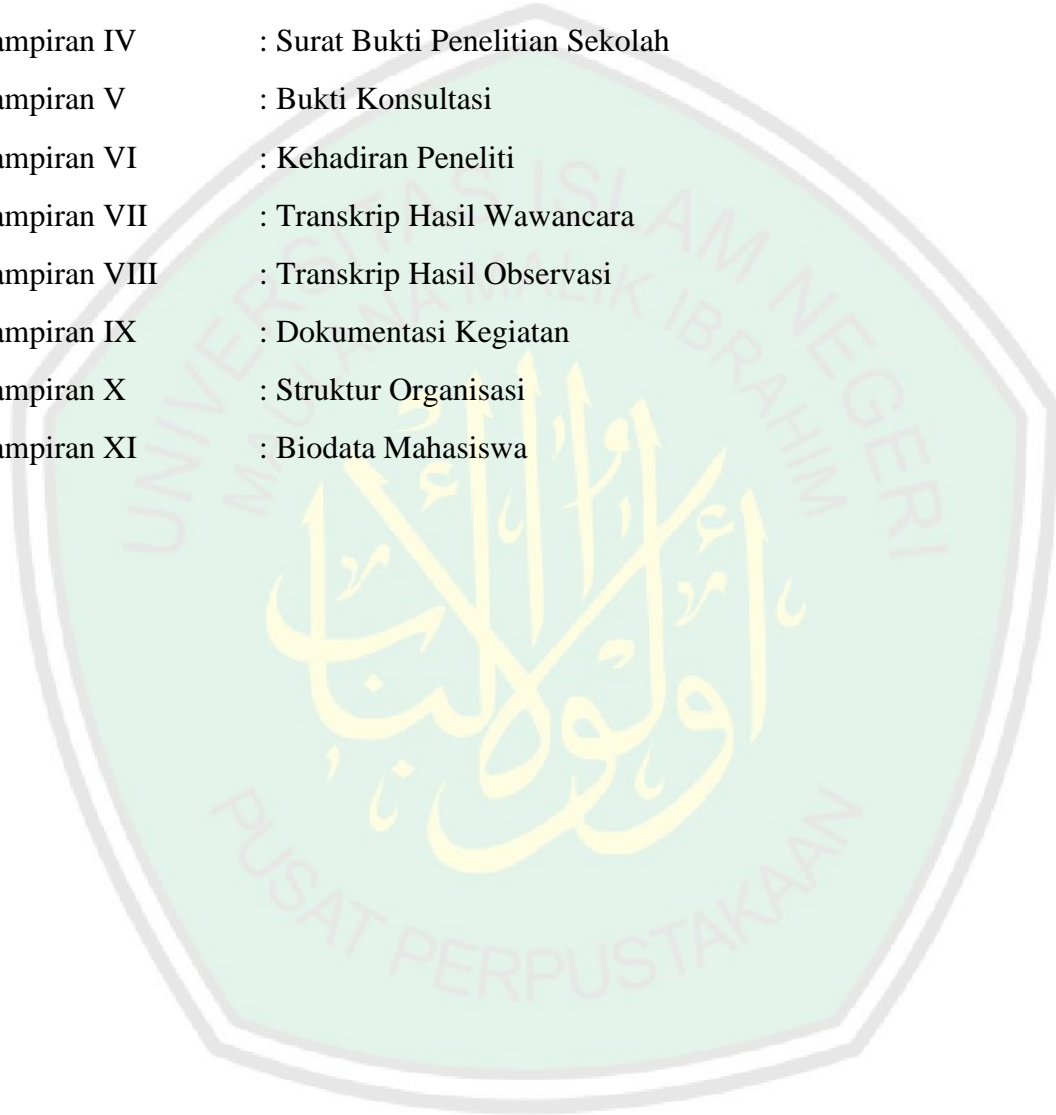 ampiran IV : Surat Bukti Penelitian Sekolah
ampiran V : Bukti Konsultasi
ampiran VI : Kehadiran Peneliti
ampiran VII : Transkrip Hasil Wawancara
ampiran VIII : Transkrip Hasil Observasi
ampiran IX : Dokumentasi Kegiatan
ampiran X : Struktur Organisasi
ampiran XI : Biodata Mahasiswa
UNIVERSITAS ISLAM NEGERI
MAULANA MALIK IBRAHIM
PUSAT PERPUSTAKAAN